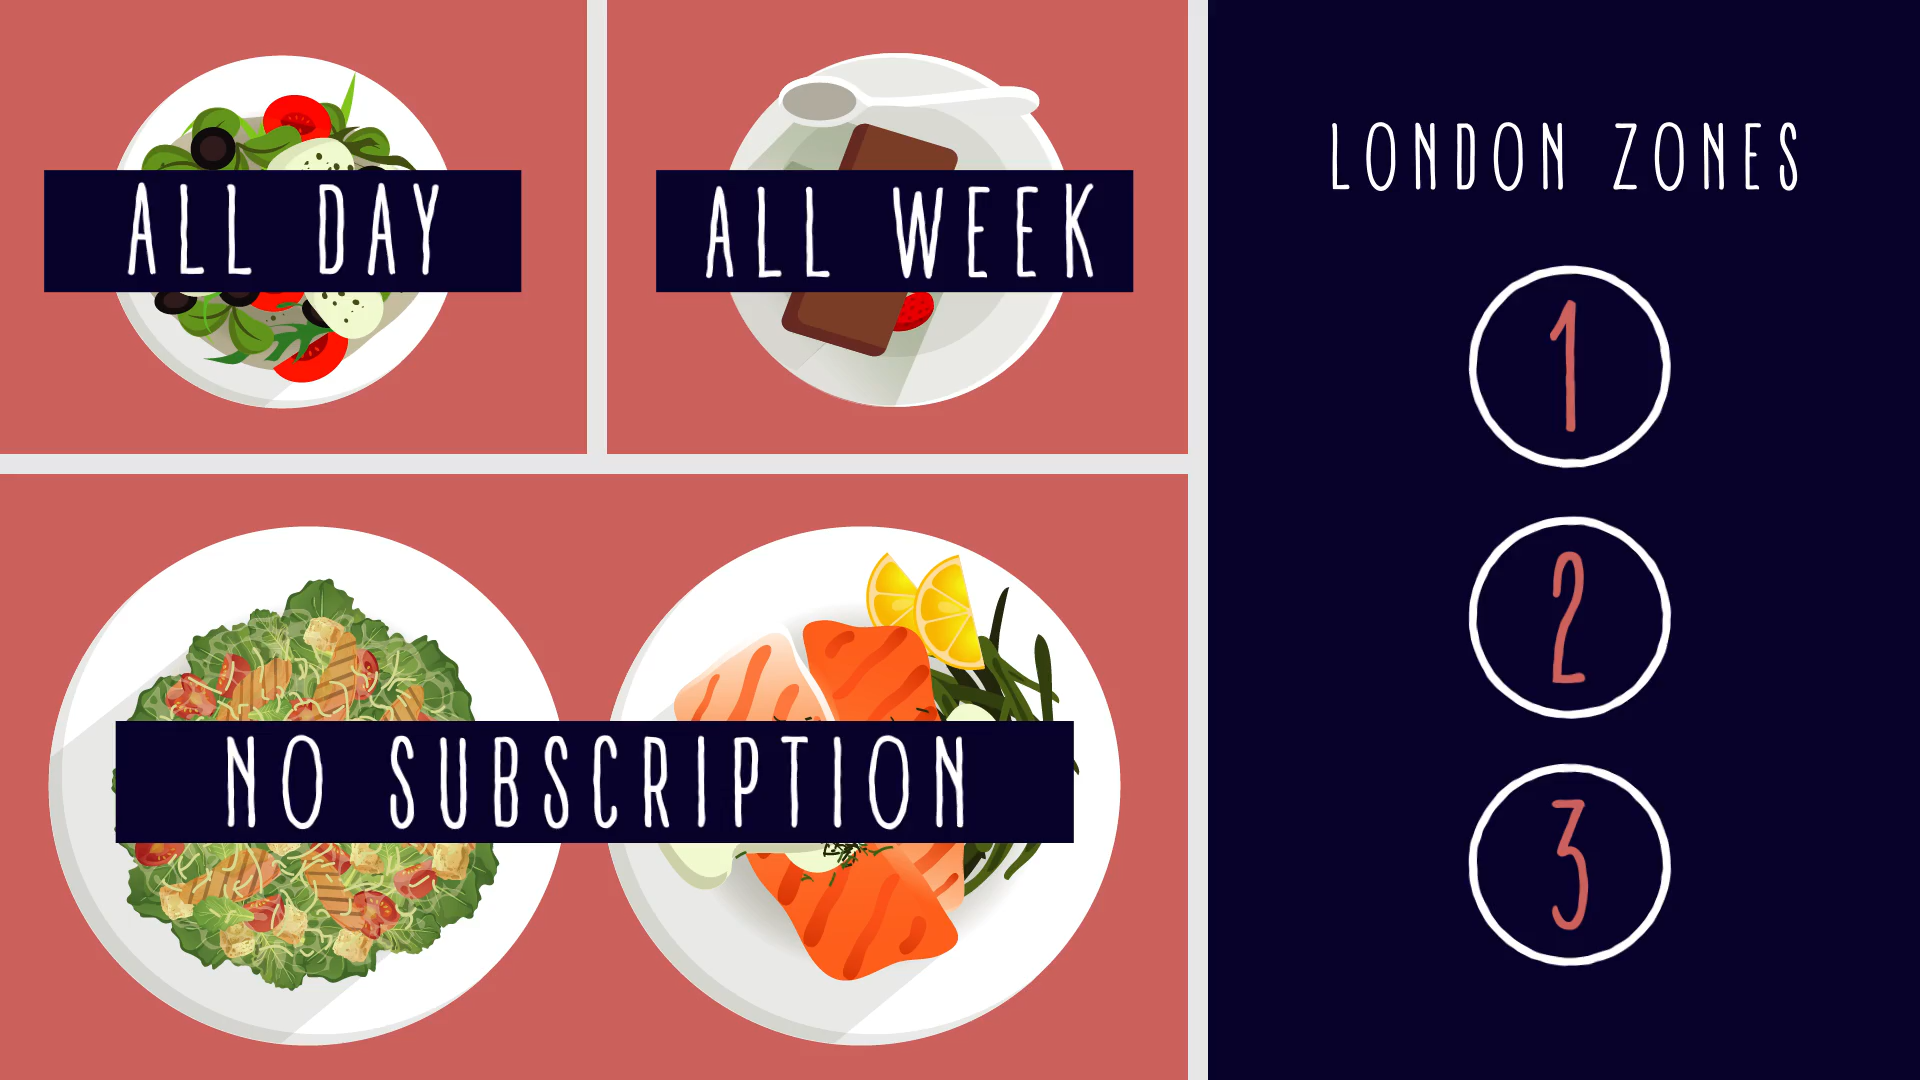 ALL DAY
ALL WEEK
NO SUBSCRIPTION
LONDON ZONES
1
2
3